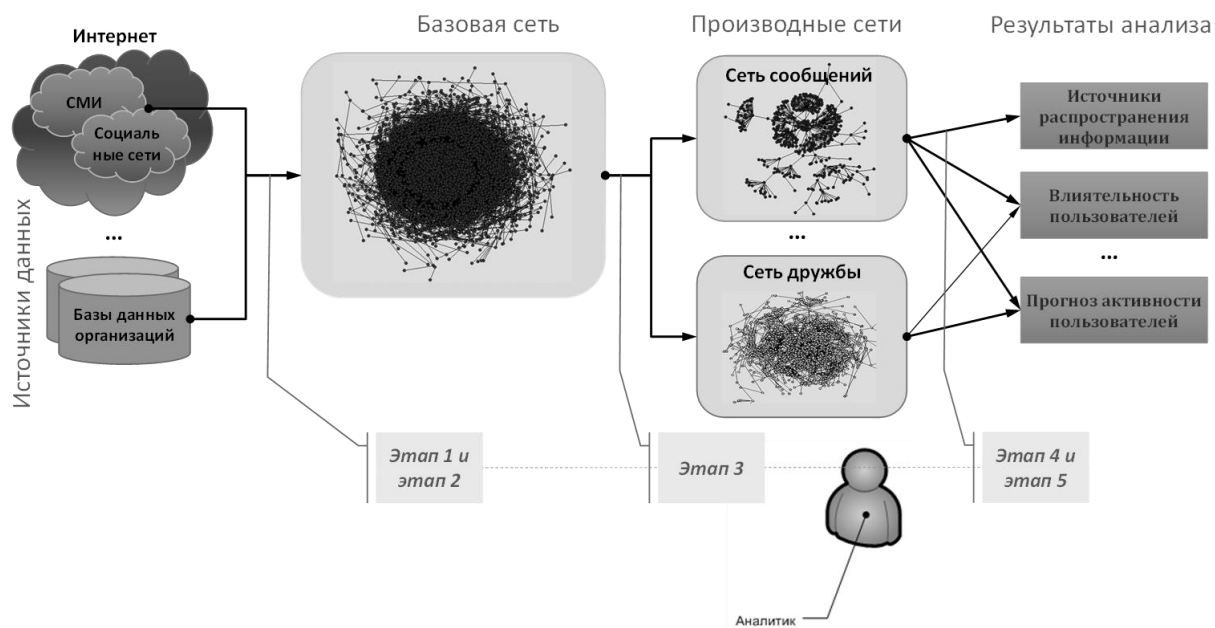 Базовая сеть
Производные сети
Результаты анализа
Интернет
СМИ
Социаль
ные сети
...
Базы данных
организаций
Источники данных
Сеть сообщений
...
Сеть дружбы
Источники
распространения
информации
Влиятельность
пользователей
...
Прогноз активности
пользователей
Этап 1 и
этап 2
Этап 3
Этап 4 и
этап 5
Аналитик